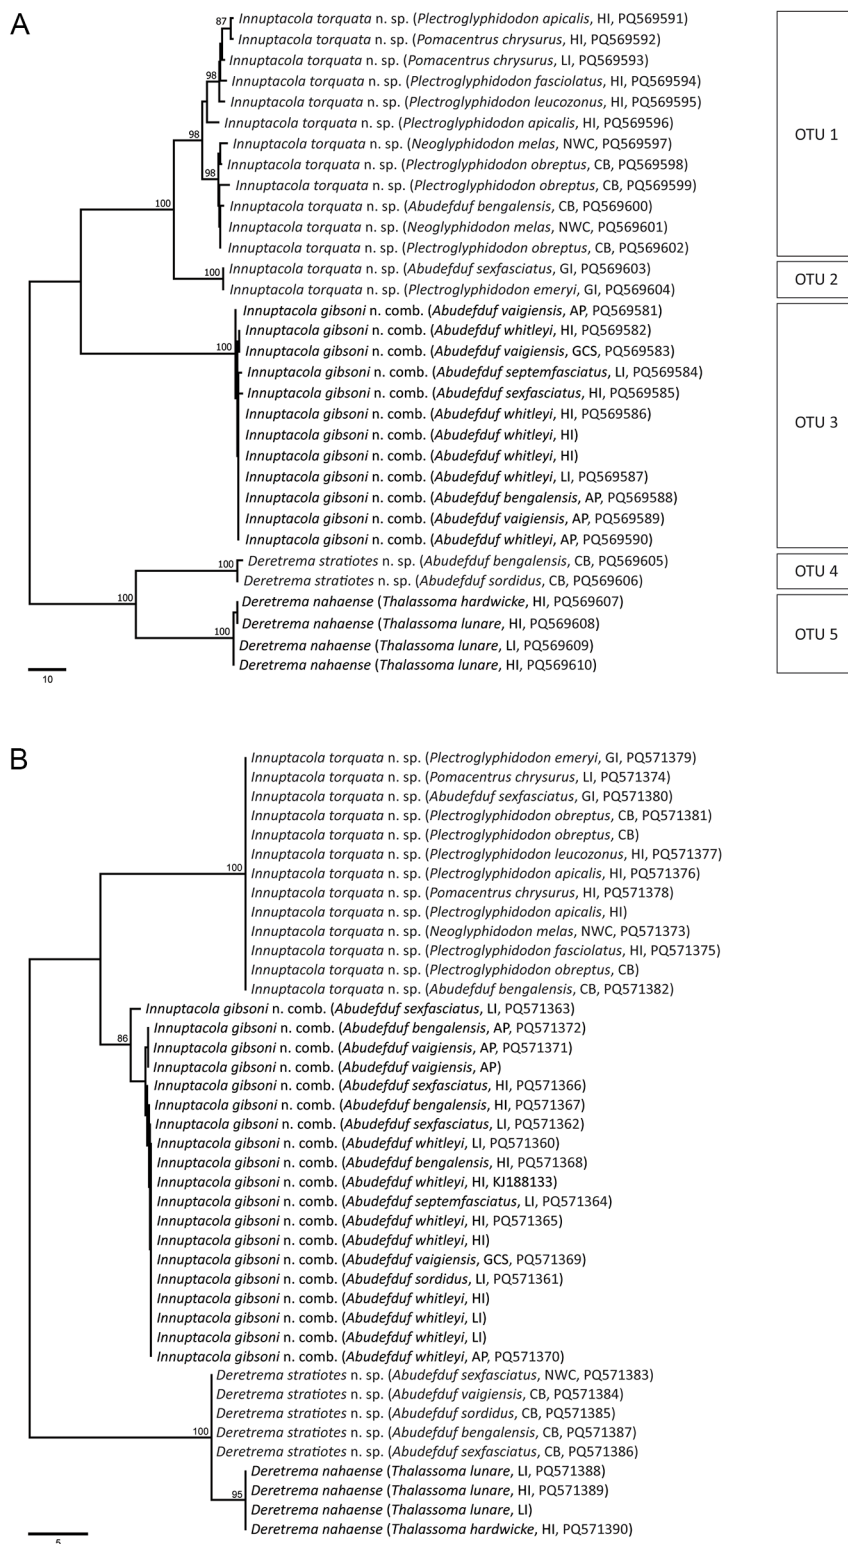 A
87
Innuptacola torquata n. sp. (Plectroglyphidodon apicalis, HI, PQ569591)
Innuptacola torquata n. sp. (Pomacentrus chrysurus, HI, PQ569592)
Innuptacola torquata n. sp. (Pomacentrus chrysurus, LI, PQ569593)
98
Innuptacola torquata n. sp. (Plectroglyphidodon fasciolatus, HI, PQ569594)
Innuptacola torquata n. sp. (Plectroglyphidodon leucozonus, HI, PQ569595)
Innuptacola torquata n. sp. (Plectroglyphidodon apicalis, HI, PQ569596)
98
OTU 1
Innuptacola torquata n. sp. (Neoglyphidodon melas, NWC, PQ569597)
Innuptacola torquata n. sp. (Plectroglyphidodon obreptus, CB, PQ569598)
98
Innuptacola torquata n. sp. (Plectroglyphidodon obreptus, CB, PQ569599)
100
Innuptacola torquata n. sp. (Abudefduf bengalensis, CB, PQ569600)
Innuptacola torquata n. sp. (Neoglyphidodon melas, NWC, PQ569601)
Innuptacola torquata n. sp. (Plectroglyphidodon obreptus, CB, PQ569602)
100
Innuptacola torquata n. sp. (Abudefduf sexfasciatus, GI, PQ569603)
OTU 2
Innuptacola torquata n. sp. (Plectroglyphidodon emeryi, GI, PQ569604)
Innuptacola gibsoni n. comb. (Abudefduf vaigiensis, AP, PQ569581)
Innuptacola gibsoni n. comb. (Abudefduf whitleyi, HI, PQ569582)
100
Innuptacola gibsoni n. comb. (Abudefduf vaigiensis, GCS, PQ569583)
Innuptacola gibsoni n. comb. (Abudefduf septemfasciatus, LI, PQ569584)
Innuptacola gibsoni n. comb. (Abudefduf sexfasciatus, HI, PQ569585)
Innuptacola gibsoni n. comb. (Abudefduf whitleyi, HI, PQ569586)
OTU 3
Innuptacola gibsoni n. comb. (Abudefduf whitleyi, HI)
Innuptacola gibsoni n. comb. (Abudefduf whitleyi, HI)
Innuptacola gibsoni n. comb. (Abudefduf whitleyi, LI, PQ569587)
Innuptacola gibsoni n. comb. (Abudefduf bengalensis, AP, PQ569588)
Innuptacola gibsoni n. comb. (Abudefduf vaigiensis, AP, PQ569589)
Innuptacola gibsoni n. comb. (Abudefduf whitleyi, AP, PQ569590)
100
Deretrema stratiotes n. sp. (Abudefduf bengalensis, CB, PQ569605)
OTU 4
Deretrema stratiotes n. sp. (Abudefduf sordidus, CB, PQ569606)
100
Deretrema nahaense (Thalassoma hardwicke, HI, PQ569607)
Deretrema nahaense (Thalassoma lunare, HI, PQ569608)
100
OTU 5
Deretrema nahaense (Thalassoma lunare, LI, PQ569609)
Deretrema nahaense (Thalassoma lunare, HI, PQ569610)
10
B
Innuptacola torquata n. sp. (Plectroglyphidodon emeryi, GI, PQ571379)
Innuptacola torquata n. sp. (Pomacentrus chrysurus, LI, PQ571374)
Innuptacola torquata n. sp. (Abudefduf sexfasciatus, GI, PQ571380)
Innuptacola torquata n. sp. (Plectroglyphidodon obreptus, CB, PQ571381)
Innuptacola torquata n. sp. (Plectroglyphidodon obreptus, CB)
Innuptacola torquata n. sp. (Plectroglyphidodon leucozonus, HI, PQ571377)
100
Innuptacola torquata n. sp. (Plectroglyphidodon apicalis, HI, PQ571376)
Innuptacola torquata n. sp. (Pomacentrus chrysurus, HI, PQ571378)
Innuptacola torquata n. sp. (Plectroglyphidodon apicalis, HI)
Innuptacola torquata n. sp. (Neoglyphidodon melas, NWC, PQ571373)
Innuptacola torquata n. sp. (Plectroglyphidodon fasciolatus, HI, PQ571375)
Innuptacola torquata n. sp. (Plectroglyphidodon obreptus, CB)
Innuptacola torquata n. sp. (Abudefduf bengalensis, CB, PQ571382)
Innuptacola gibsoni n. comb. (Abudefduf sexfasciatus, LI, PQ571363)
Innuptacola gibsoni n. comb. (Abudefduf bengalensis, AP, PQ571372)
86
Innuptacola gibsoni n. comb. (Abudefduf vaigiensis, AP, PQ571371)
Innuptacola gibsoni n. comb. (Abudefduf vaigiensis, AP)
Innuptacola gibsoni n. comb. (Abudefduf sexfasciatus, HI, PQ571366)
Innuptacola gibsoni n. comb. (Abudefduf bengalensis, HI, PQ571367)
Innuptacola gibsoni n. comb. (Abudefduf sexfasciatus, LI, PQ571362)
Innuptacola gibsoni n. comb. (Abudefduf whitleyi, LI, PQ571360)
Innuptacola gibsoni n. comb. (Abudefduf bengalensis, HI, PQ571368)
Innuptacola gibsoni n. comb. (Abudefduf whitleyi, HI, KJ188133)
Innuptacola gibsoni n. comb. (Abudefduf septemfasciatus, LI, PQ571364)
Innuptacola gibsoni n. comb. (Abudefduf whitleyi, HI, PQ571365)
Innuptacola gibsoni n. comb. (Abudefduf whitleyi, HI)
Innuptacola gibsoni n. comb. (Abudefduf vaigiensis, GCS, PQ571369)
Innuptacola gibsoni n. comb. (Abudefduf sordidus, LI, PQ571361)
Innuptacola gibsoni n. comb. (Abudefduf whitleyi, HI)
Innuptacola gibsoni n. comb. (Abudefduf whitleyi, LI)
Innuptacola gibsoni n. comb. (Abudefduf whitleyi, LI)
Innuptacola gibsoni n. comb. (Abudefduf whitleyi, AP, PQ571370)
Deretrema stratiotes n. sp. (Abudefduf sexfasciatus, NWC, PQ571383)
Deretrema stratiotes n. sp. (Abudefduf vaigiensis, CB, PQ571384)
Deretrema stratiotes n. sp. (Abudefduf sordidus, CB, PQ571385)
100
Deretrema stratiotes n. sp. (Abudefduf bengalensis, CB, PQ571387)
Deretrema stratiotes n. sp. (Abudefduf sexfasciatus, CB, PQ571386)
Deretrema nahaense (Thalassoma lunare, LI, PQ571388)
Deretrema nahaense (Thalassoma lunare, HI, PQ571389)
95
Deretrema nahaense (Thalassoma lunare, LI)
Deretrema nahaense (Thalassoma hardwicke, HI, PQ571390)
5